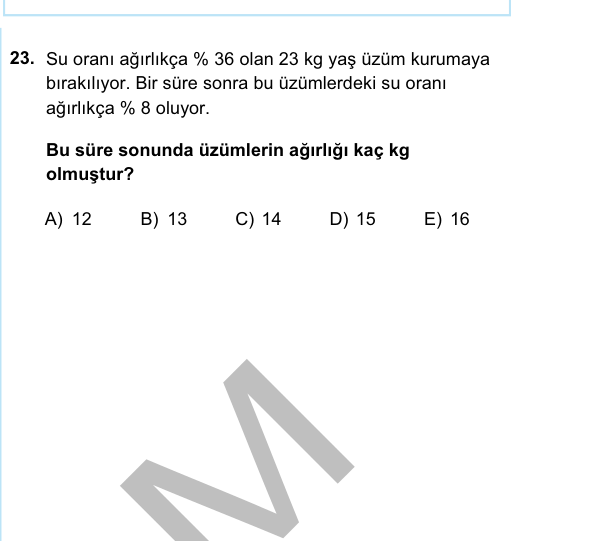 23. Su oranı ağırlıkça % 36 olan 23 kg yaş üzüm kurumaya
bırakılıyor. Bir süre sonra bu üzümlerdeki su oranı
ağırlıkça % 8 oluyor.
Bu süre sonunda üzümlerin ağırlığı kaç kg
olmuştur?
A) 12 B) 13 C) 14 D) 15 E) 16
M